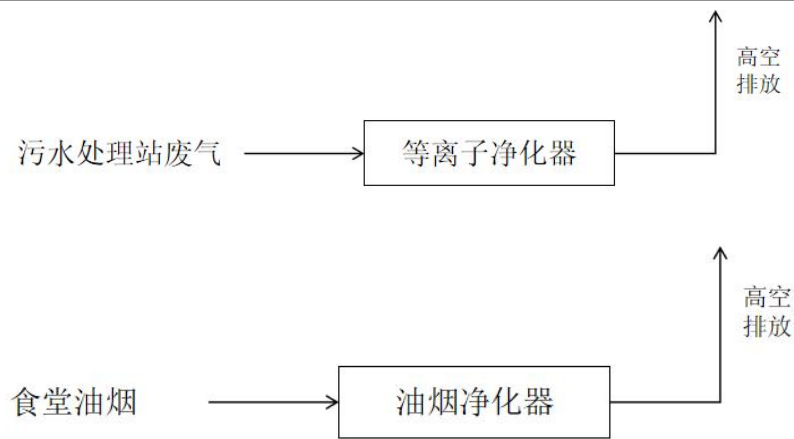 高空
排放
污水处理站废气
等离子净化器
高空
排放
食堂油烟
油烟净化器